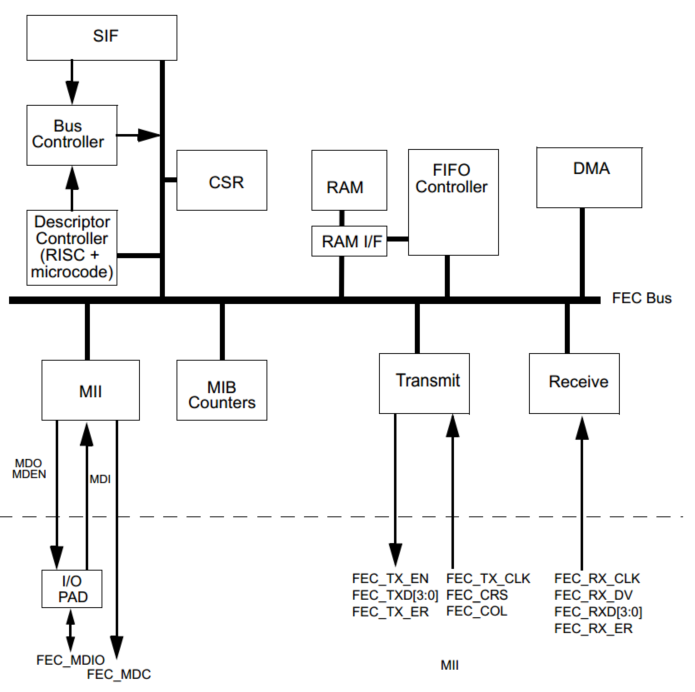 SIF
Bus
Controller
CSR
Descriptor
Controller
(RISC +
microcode)
RAM
RAM I/F
FIFO
Controller
DMA
FEC Bus
MII
MIB
Counters
Transmit
Receive
MDO
MDEN
MDI
I/O
PAD
FEC_MDIO
FEC_MDC
FEC_TX_EN
FEC_TXD[3:0]
FEC_TX_ER
FEC_TX_CLK
FEC_CRS
FEC_COL
FEC_RX_CLK
FEC_RX_DV
FEC_RXD[3:0]
FEC_RX_ER
MII